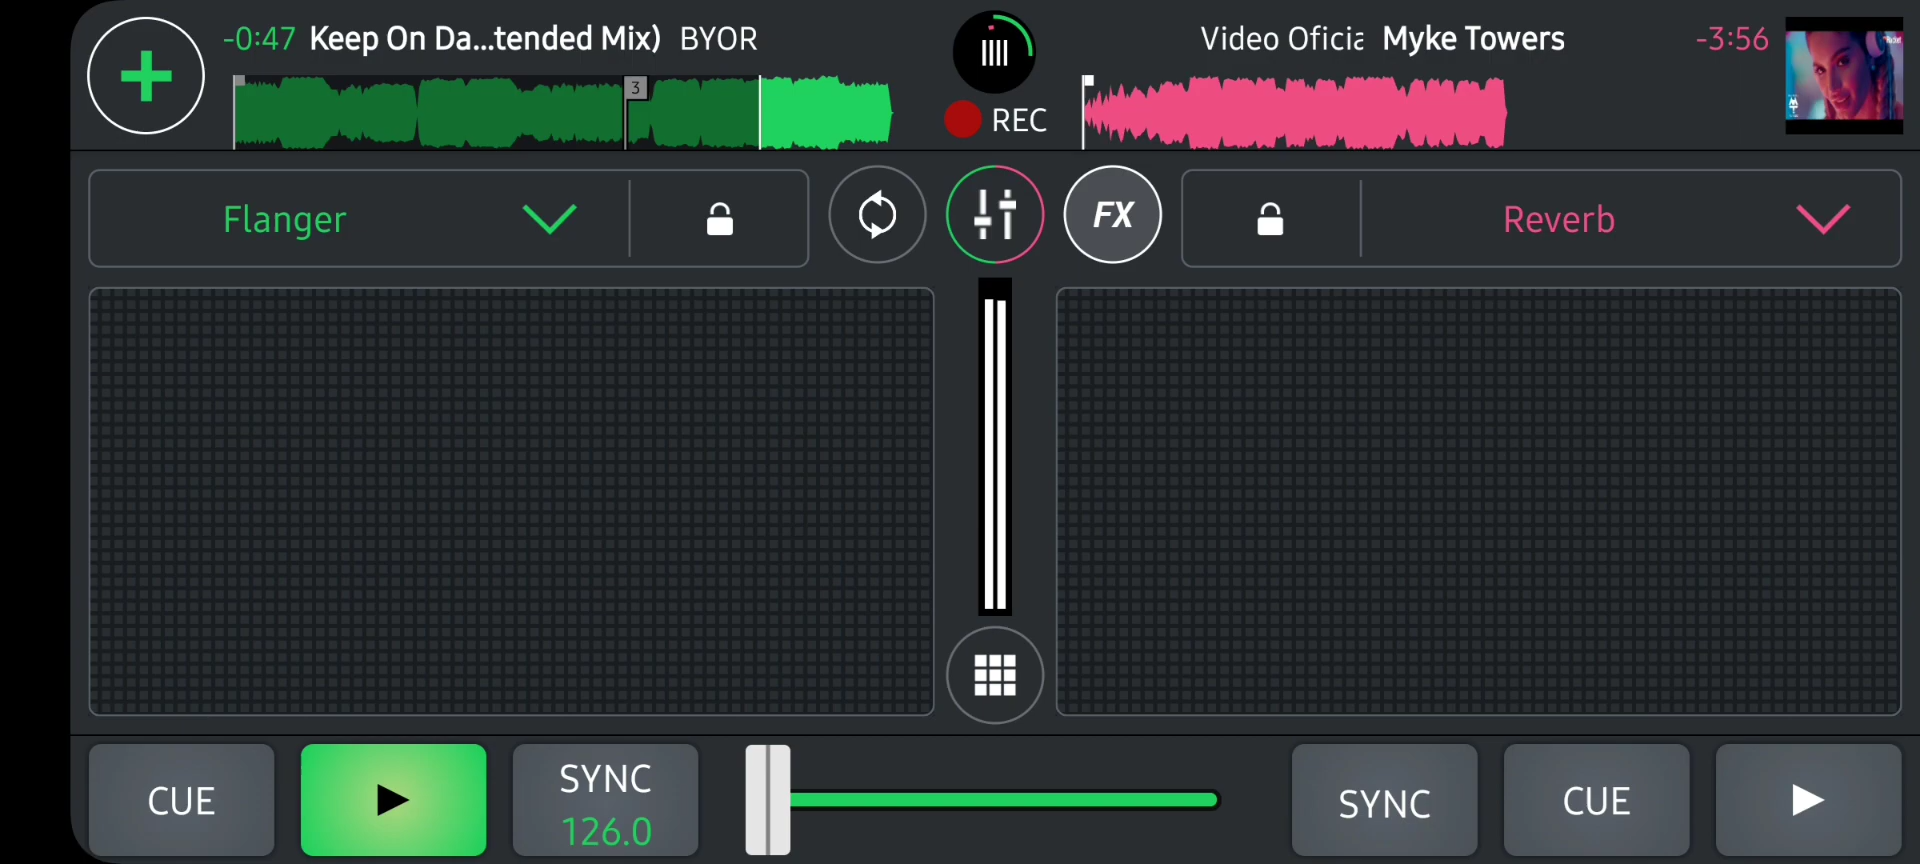 -0:47 Keep On Da...tended Mix) BYOR
Video Oficia Myke Towers -3:56
3
REC
Flanger
FX
Reverb
CUE
SYNC
126.0
SYNC
CUE